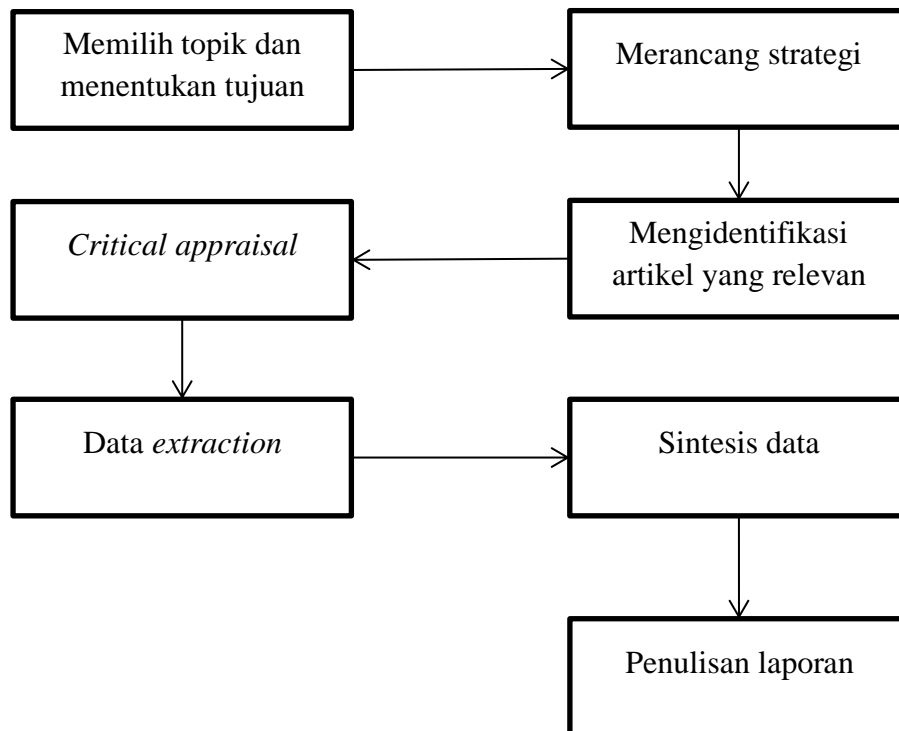 Memilih topik dan
menentukan tujuan
Merancang strategi
Mengidentifikasi
artikel yang relevan
Critical appraisal
Data extraction
Sintesis data
Penulisan laporan